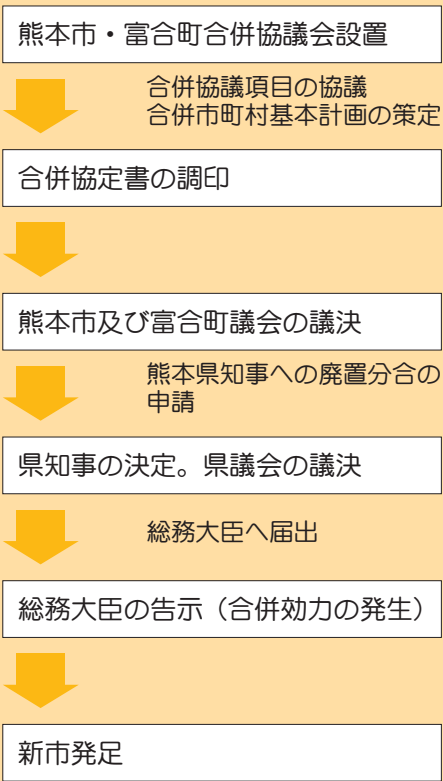 熊本市・富合町合併協議会設置
合併協議項目の協議
合併市町村基本計画の策定
合併協定書の調印
熊本市及び富合町議会の議決
熊本県知事への廃置分合の
申請
県知事の決定。県議会の議決
総務大臣へ届出
総務大臣の告示（合併効力の発生）
新市発足